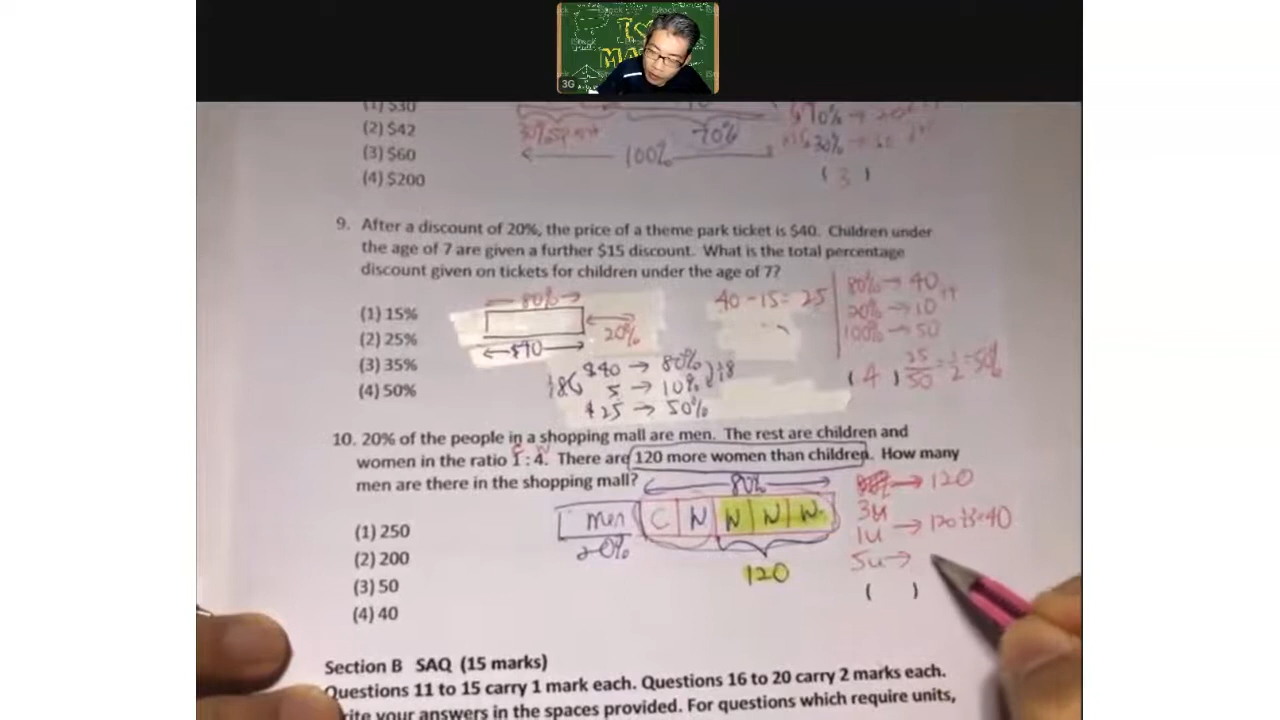 3G
(1) $30
(2) $42
(3) $60
(4) $200
70%
100%
30%
( 3 )
9. After a discount of 20%, the price of a theme park ticket is $40. Children under
the age of 7 are given a further $15 discount. What is the total percentage
discount given on tickets for children under the age of 7?
(1) 15%
(2) 25%
(3) 35%
(4) 50%
80%
20%
$40
40 - 15 = 25
80% → 40
20% → 10
100% → 50
$40 → 80%
5 → 10%
$25 → 50%
( 4 ) 25/50 = 1/2 = 50%
10. 20% of the people in a shopping mall are men. The rest are children and
women in the ratio 1 : 4. There are 120 more women than children. How many
men are there in the shopping mall?
(1) 250
(2) 200
(3) 50
(4) 40
80%
men C W W W W
20%
120
→ 120
3u
1u → 120÷3=40
5u →
( )
Section B SAQ (15 marks)
Questions 11 to 15 carry 1 mark each. Questions 16 to 20 carry 2 marks each.
your answers in the spaces provided. For questions which require units,